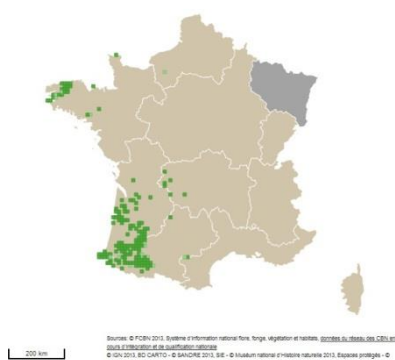 Sources: © FCBN 2013, Système d'information national flore, fonge, végétation et habitats, données du réseau des CBN en
cours d'intégration et de qualification nationale
200 km
© IGN 2013, BD CARTO - © SANDRE 2013, SIE - © Muséum national d'Histoire naturelle 2013, Espaces protégés - ©